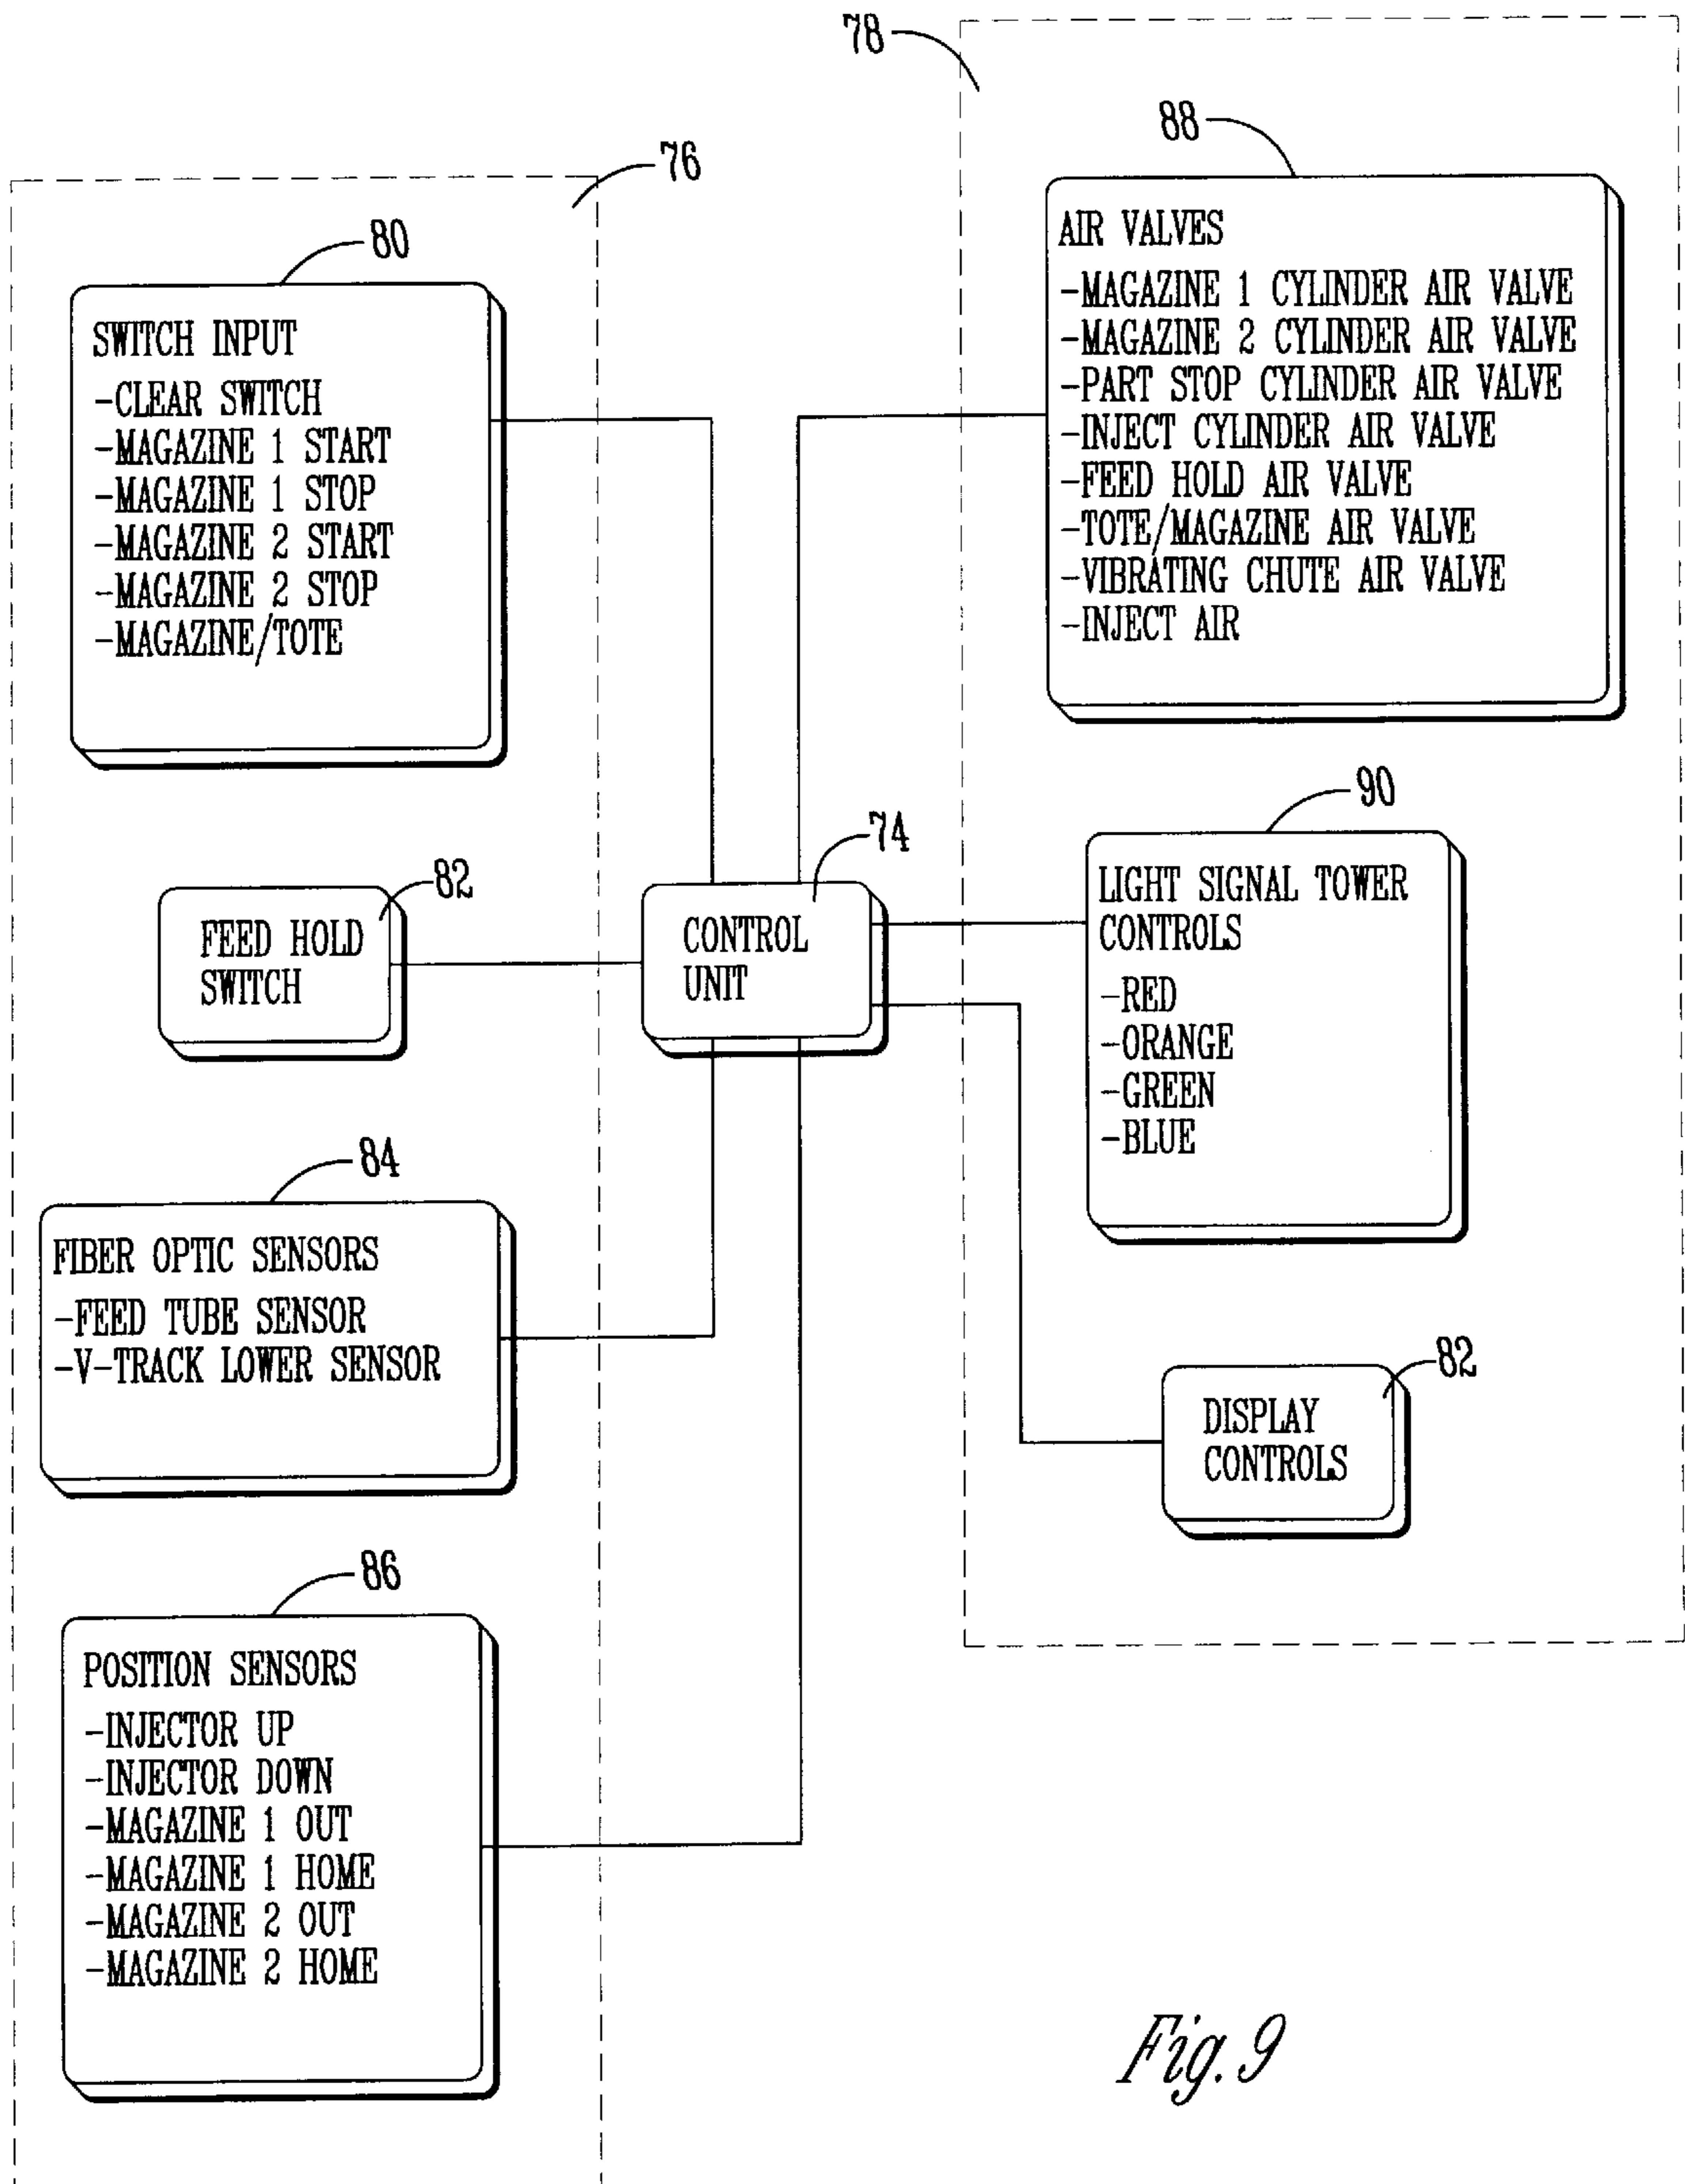 78
88
76
80
AIR VALVES
-MAGAZINE 1 CYLINDER AIR VALVE
-MAGAZINE 2 CYLINDER AIR VALVE
-PART STOP CYLINDER AIR VALVE
-INJECT CYLINDER AIR VALVE
-FEED HOLD AIR VALVE
-TOTE/MAGAZINE AIR VALVE
-VIBRATING CHUTE AIR VALVE
-INJECT AIR
SWITCH INPUT
-CLEAR SWITCH
-MAGAZINE 1 START
-MAGAZINE 1 STOP
-MAGAZINE 2 START
-MAGAZINE 2 STOP
-MAGAZINE/TOTE
90
74
82
FEED HOLD
SWITCH
CONTROL
UNIT
LIGHT SIGNAL TOWER
CONTROLS
-RED
-ORANGE
-GREEN
-BLUE
84
FIBER OPTIC SENSORS
-FEED TUBE SENSOR
-V-TRACK LOWER SENSOR
82
DISPLAY
CONTROLS
86
POSITION SENSORS
-INJECTOR UP
-INJECTOR DOWN
-MAGAZINE 1 OUT
-MAGAZINE 1 HOME
-MAGAZINE 2 OUT
-MAGAZINE 2 HOME
Fig. 9